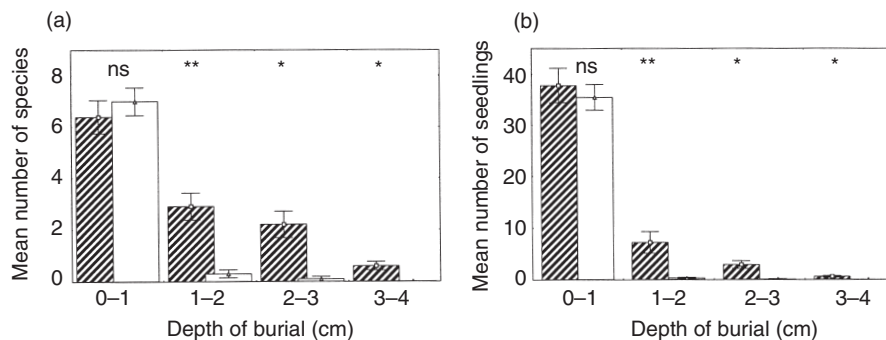 (a)
Mean number of species
8
6
4
2
0
ns ** * *
0–1 1–2 2–3 3–4
Depth of burial (cm)
(b)
Mean number of seedlings
40
30
20
10
0
ns ** * *
0–1 1–2 2–3 3–4
Depth of burial (cm)